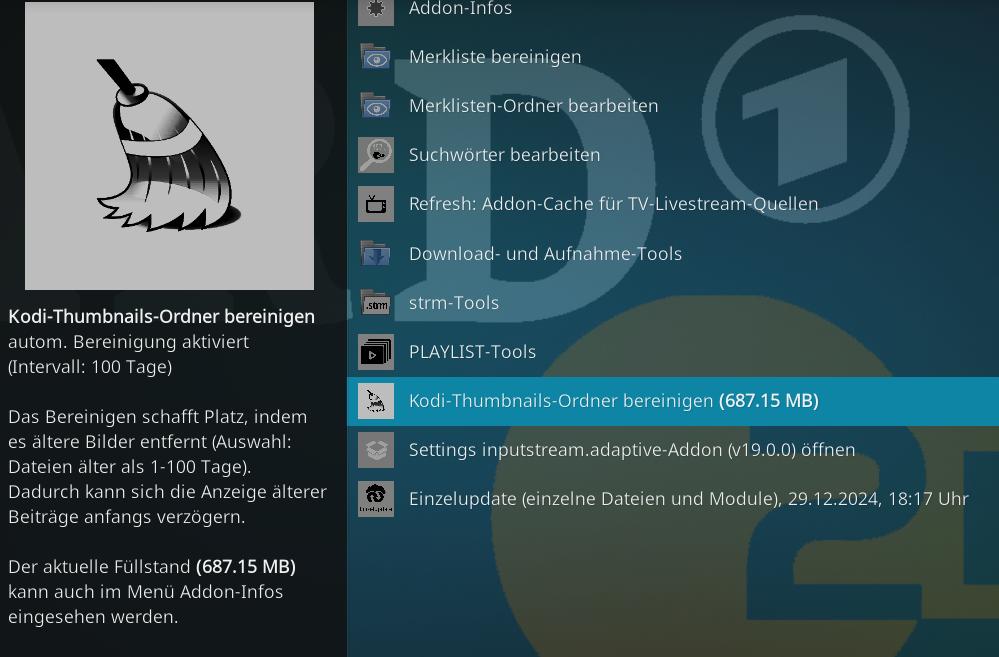 Addon-Infos
Merkliste bereinigen
Merklisten-Ordner bearbeiten
Suchwörter bearbeiten
Refresh: Addon-Cache für TV-Livestream-Quellen
Download- und Aufnahme-Tools
.strm
strm-Tools
PLAYLIST-Tools
Kodi-Thumbnails-Ordner bereinigen (687.15 MB)
Settings inputstream.adaptive-Addon (v19.0.0) öffnen
Einzelupdate (einzelne Dateien und Module), 29.12.2024, 18:17 Uhr
Kodi-Thumbnails-Ordner bereinigen
autom. Bereinigung aktiviert
(Intervall: 100 Tage)
Das Bereinigen schafft Platz, indem
es ältere Bilder entfernt (Auswahl:
Dateien älter als 1-100 Tage).
Dadurch kann sich die Anzeige älterer
Beiträge anfangs verzögern.
Der aktuelle Füllstand (687.15 MB)
kann auch im Menü Addon-Infos
eingesehen werden.
RD 1
2